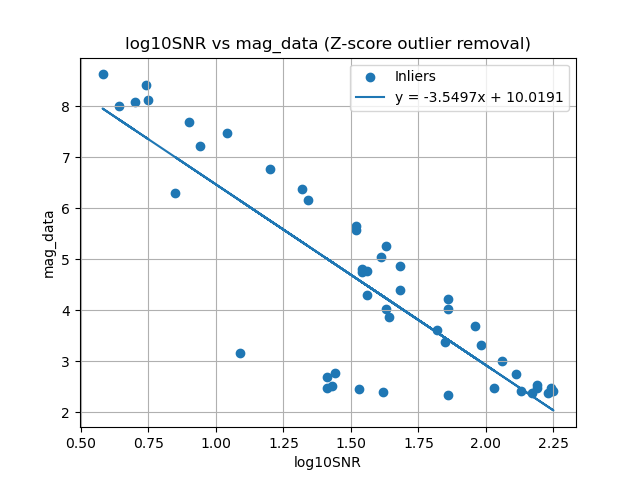 log10SNR vs mag_data (Z-score outlier removal)
Inliers
y = -3.5497x + 10.0191
8
7
6
5
4
3
2
mag_data
0.50 0.75 1.00 1.25 1.50 1.75 2.00 2.25
log10SNR